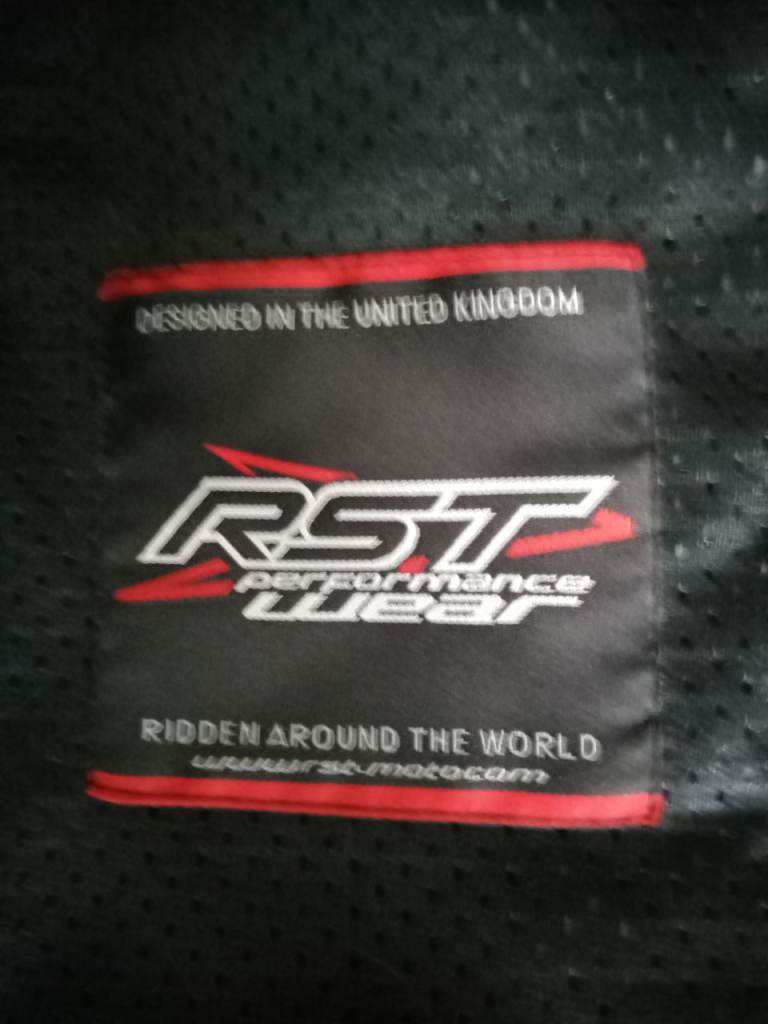 DESIGNED IN THE UNITED KINGDOM
RST
performance
wear
RIDDEN AROUND THE WORLD
www.rst-moto.com